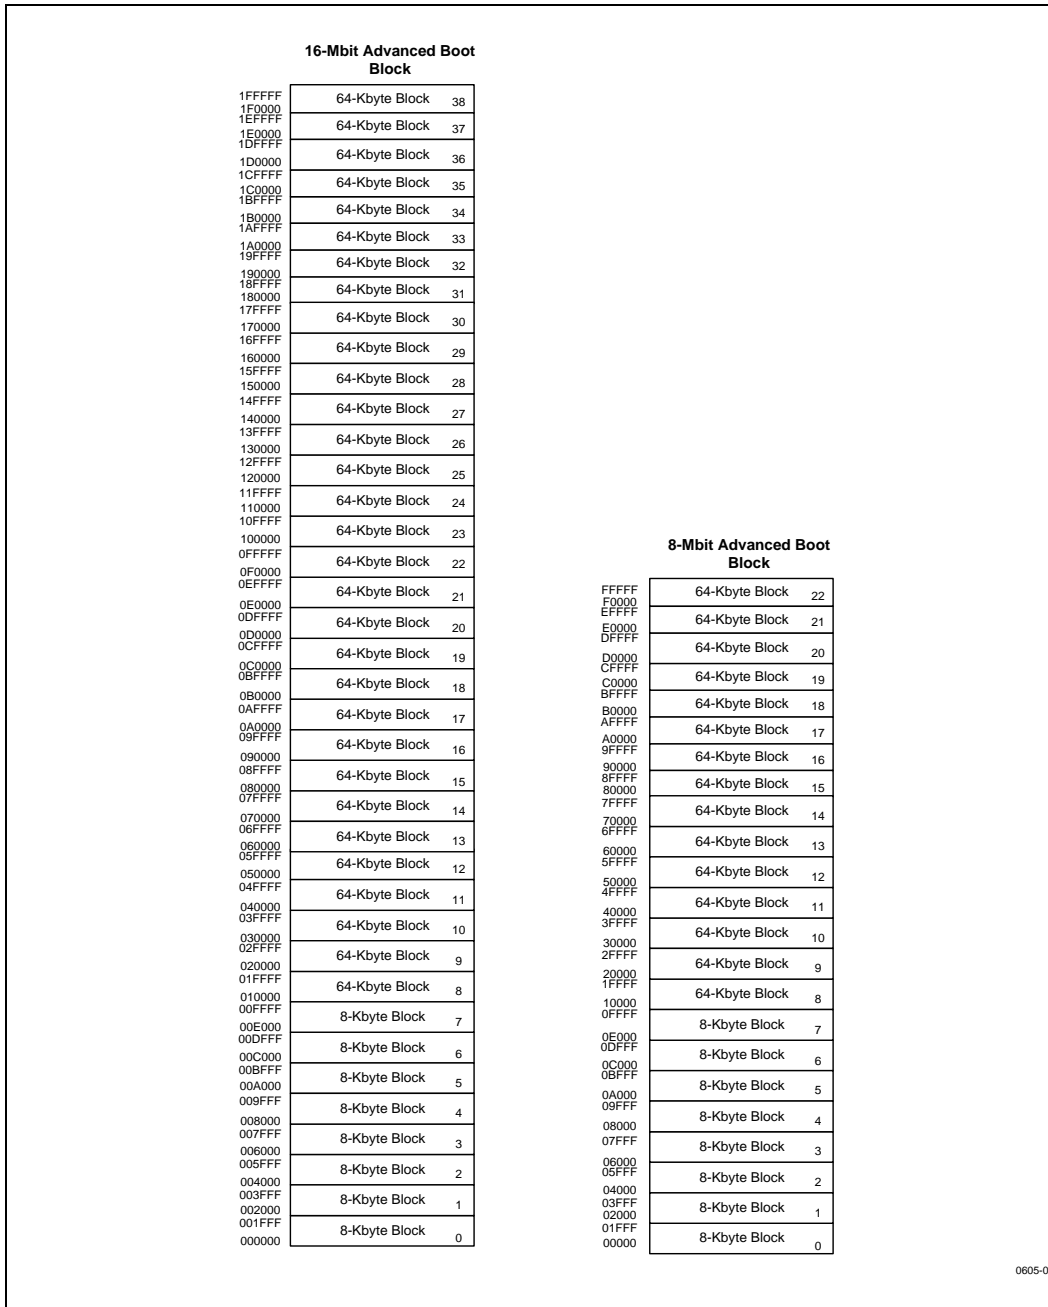 16-Mbit Advanced Boot
Block
1FFFFF
64-Kbyte Block 38
1F0000
1EFFFF
64-Kbyte Block 37
1E0000
1DFFFF
64-Kbyte Block 36
1D0000
1CFFFF
64-Kbyte Block 35
1C0000
1BFFFF
64-Kbyte Block 34
1B0000
1AFFFF
64-Kbyte Block 33
1A0000
19FFFF
64-Kbyte Block 32
190000
18FFFF
64-Kbyte Block 31
180000
17FFFF
64-Kbyte Block 30
170000
16FFFF
64-Kbyte Block 29
160000
15FFFF
64-Kbyte Block 28
150000
14FFFF
64-Kbyte Block 27
140000
13FFFF
64-Kbyte Block 26
130000
12FFFF
64-Kbyte Block 25
120000
11FFFF
64-Kbyte Block 24
110000
10FFFF
64-Kbyte Block 23
100000
0FFFFF
64-Kbyte Block 22
0F0000
0EFFFF
64-Kbyte Block 21
0E0000
0DFFFF
64-Kbyte Block 20
0D0000
0CFFFF
64-Kbyte Block 19
0C0000
0BFFFF
64-Kbyte Block 18
0B0000
0AFFFF
64-Kbyte Block 17
0A0000
09FFFF
64-Kbyte Block 16
090000
08FFFF
64-Kbyte Block 15
080000
07FFFF
64-Kbyte Block 14
070000
06FFFF
64-Kbyte Block 13
060000
05FFFF
64-Kbyte Block 12
050000
04FFFF
64-Kbyte Block 11
040000
03FFFF
64-Kbyte Block 10
030000
02FFFF
64-Kbyte Block 9
020000
01FFFF
64-Kbyte Block 8
010000
00FFFF
8-Kbyte Block 7
00E000
00DFFF
8-Kbyte Block 6
00C000
00BFFF
8-Kbyte Block 5
00A000
009FFF
8-Kbyte Block 4
008000
007FFF
8-Kbyte Block 3
006000
005FFF
8-Kbyte Block 2
004000
003FFF
8-Kbyte Block 1
002000
001FFF
8-Kbyte Block 0
000000
8-Mbit Advanced Boot
Block
FFFFF
64-Kbyte Block 22
F0000
EFFFF
64-Kbyte Block 21
E0000
DFFFF
64-Kbyte Block 20
D0000
CFFFF
64-Kbyte Block 19
C0000
BFFFF
64-Kbyte Block 18
B0000
AFFFF
64-Kbyte Block 17
A0000
9FFFF
64-Kbyte Block 16
90000
8FFFF
64-Kbyte Block 15
80000
7FFFF
64-Kbyte Block 14
70000
6FFFF
64-Kbyte Block 13
60000
5FFFF
64-Kbyte Block 12
50000
4FFFF
64-Kbyte Block 11
40000
3FFFF
64-Kbyte Block 10
30000
2FFFF
64-Kbyte Block 9
20000
1FFFF
64-Kbyte Block 8
10000
0FFFF
8-Kbyte Block 7
0E000
0DFFF
8-Kbyte Block 6
0C000
0BFFF
8-Kbyte Block 5
0A000
09FFF
8-Kbyte Block 4
08000
07FFF
8-Kbyte Block 3
06000
05FFF
8-Kbyte Block 2
04000
03FFF
8-Kbyte Block 1
02000
01FFF
8-Kbyte Block 0
00000
0605-0